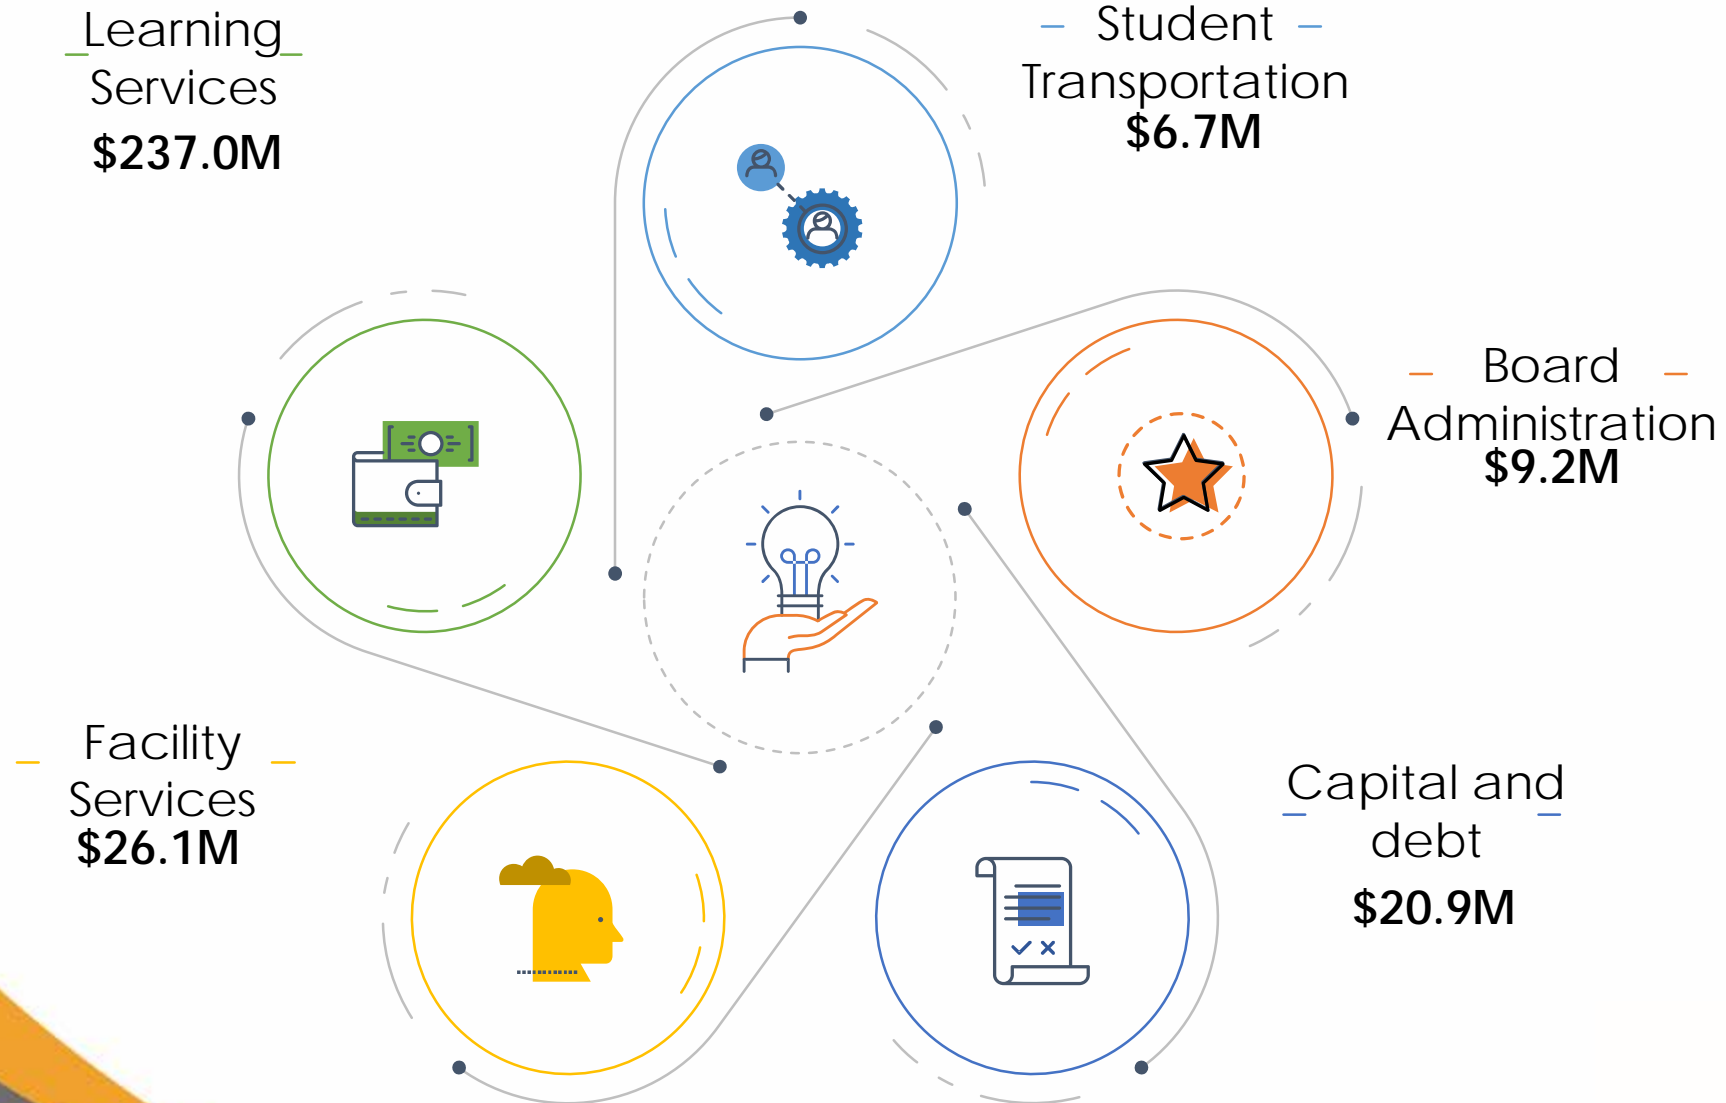 Learning
Services
$237.0M
Student
Transportation
$6.7M
Board
Administration
$9.2M
Facility
Services
$26.1M
Capital and
debt
$20.9M